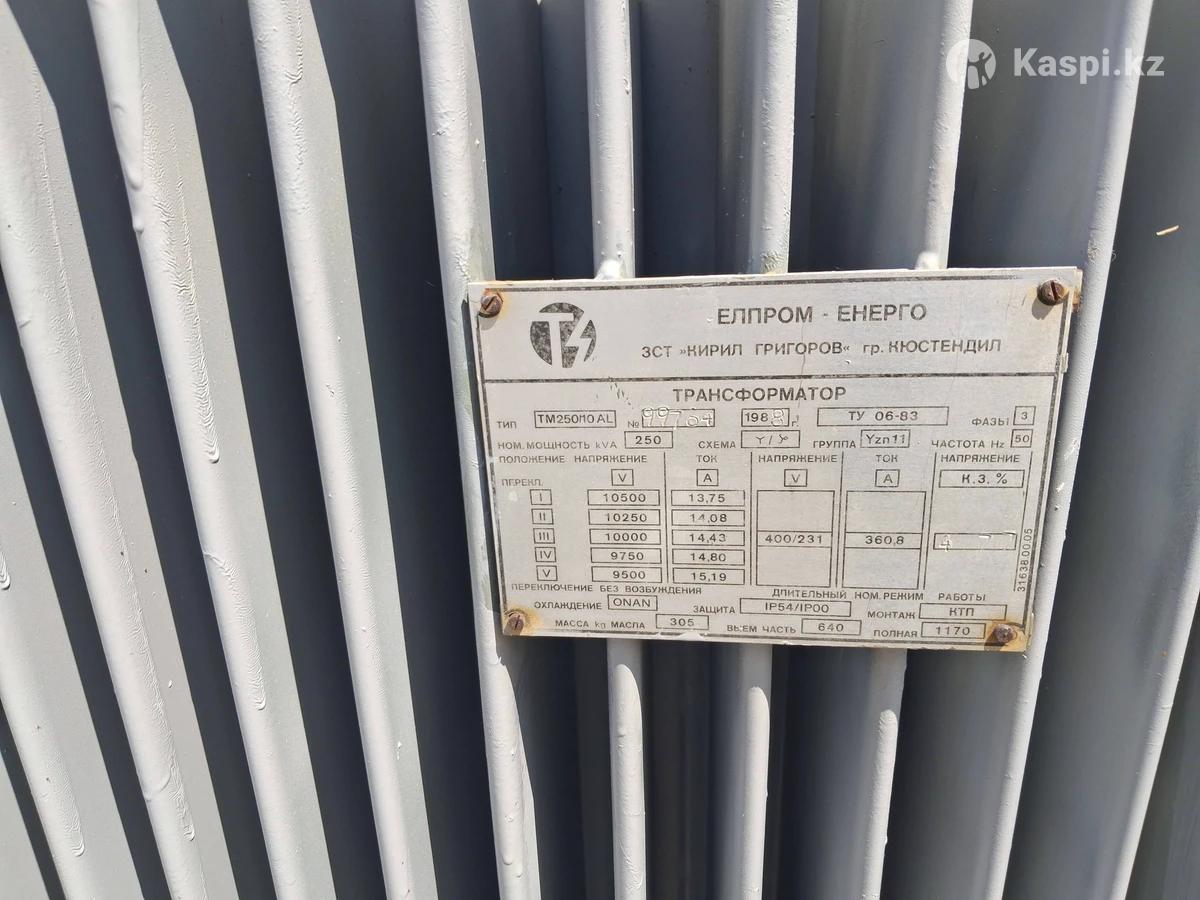 Kaspi.kz
ЕЛПРОМ - ЕНЕРГО
ЗСТ »КИРИЛ ГРИГОРОВ« гр. КЮСТЕНДИЛ
ТРАНСФОРМАТОР
ТИП ТМ250/10 AL № 99764 1988 г. ТУ 06-83 ФАЗЫ 3
НОМ. МОЩНОСТЬ kVA 250 СХЕМА ГРУППА Yzn11 ЧАСТОТА Hz 50
ПОЛОЖЕНИЕ НАПРЯЖЕНИЕ ТОК НАПРЯЖЕНИЕ ТОК НАПРЯЖЕНИЕ
ПЕРЕКЛ. V A V A К.З. %
I 10500 13,75
II 10250 14,08
III 10000 14,43 400/231 360,8
IV 9750 14,80
V 9500 15,19
31638.00.05
ПЕРЕКЛЮЧЕНИЕ БЕЗ ВОЗБУЖДЕНИЯ ДЛИТЕЛЬНЫЙ НОМ. РЕЖИМ РАБОТЫ
ОХЛАЖДЕНИЕ ONAN ЗАЩИТА IP54/IP00 МОНТАЖ КТП
МАССА kg МАСЛА 305 ВЫЕМ ЧАСТЬ 640 ПОЛНАЯ 1170